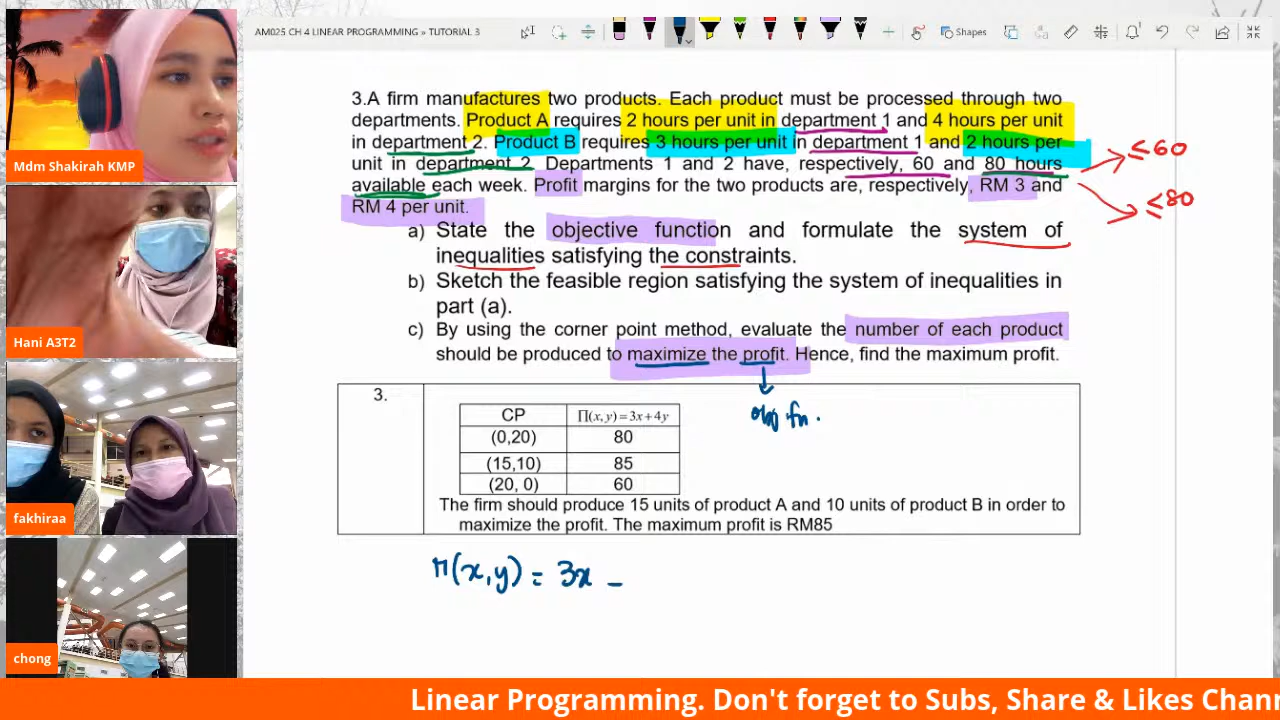 AM025 CH 4 LINEAR PROGRAMMING » TUTORIAL 3
Shapes
3.A firm manufactures two products. Each product must be processed through two
departments. Product A requires 2 hours per unit in department 1 and 4 hours per unit
in department 2. Product B requires 3 hours per unit in department 1 and 2 hours per
unit in department 2. Departments 1 and 2 have, respectively, 60 and 80 hours
available each week. Profit margins for the two products are, respectively, RM 3 and
RM 4 per unit.
≤60
≤80
a) State the objective function and formulate the system of
inequalities satisfying the constraints.
b) Sketch the feasible region satisfying the system of inequalities in
part (a).
c) By using the corner point method, evaluate the number of each product
should be produced to maximize the profit. Hence, find the maximum profit.
obj fn.
3.
CP Π(x, y) = 3x + 4y
(0,20) 80
(15,10) 85
(20, 0) 60
The firm should produce 15 units of product A and 10 units of product B in order to
maximize the profit. The maximum profit is RM85
Π(x,y) = 3x –
Mdm Shakirah KMP
Hani A3T2
fakhiraa
chong
Linear Programming. Don't forget to Subs, Share & Likes Chan